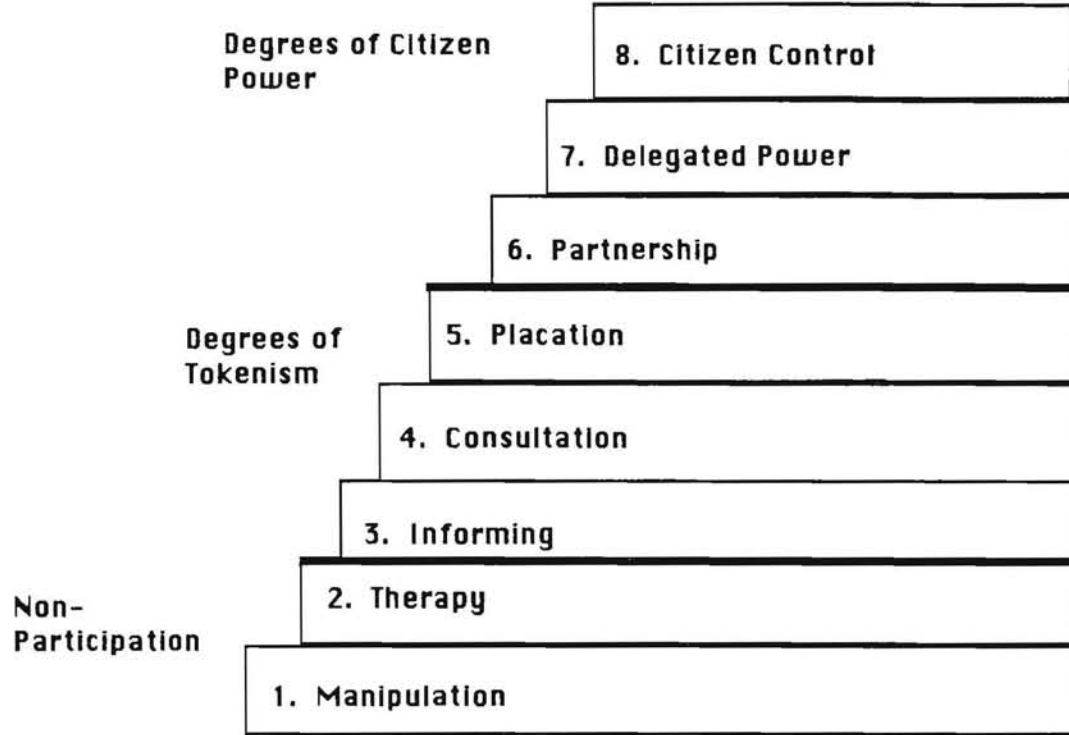 Degrees of Citizen
Power
8. Citizen Control
7. Delegated Power
6. Partnership
Degrees of
Tokenism
5. Placation
4. Consultation
3. Informing
Non-
Participation
2. Therapy
1. Manipulation